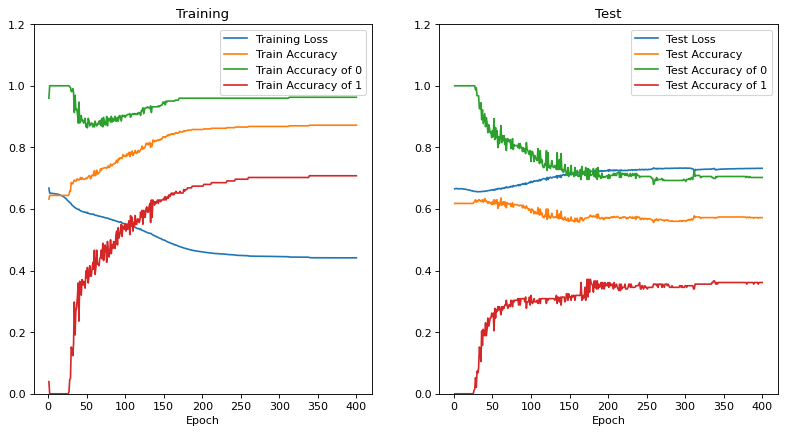 Training
Training Loss
Train Accuracy
Train Accuracy of 0
Train Accuracy of 1
1.2
1.0
0.8
0.6
0.4
0.2
0.0
0 50 100 150 200 250 300 350 400
Epoch
Test
Test Loss
Test Accuracy
Test Accuracy of 0
Test Accuracy of 1
1.2
1.0
0.8
0.6
0.4
0.2
0.0
0 50 100 150 200 250 300 350 400
Epoch